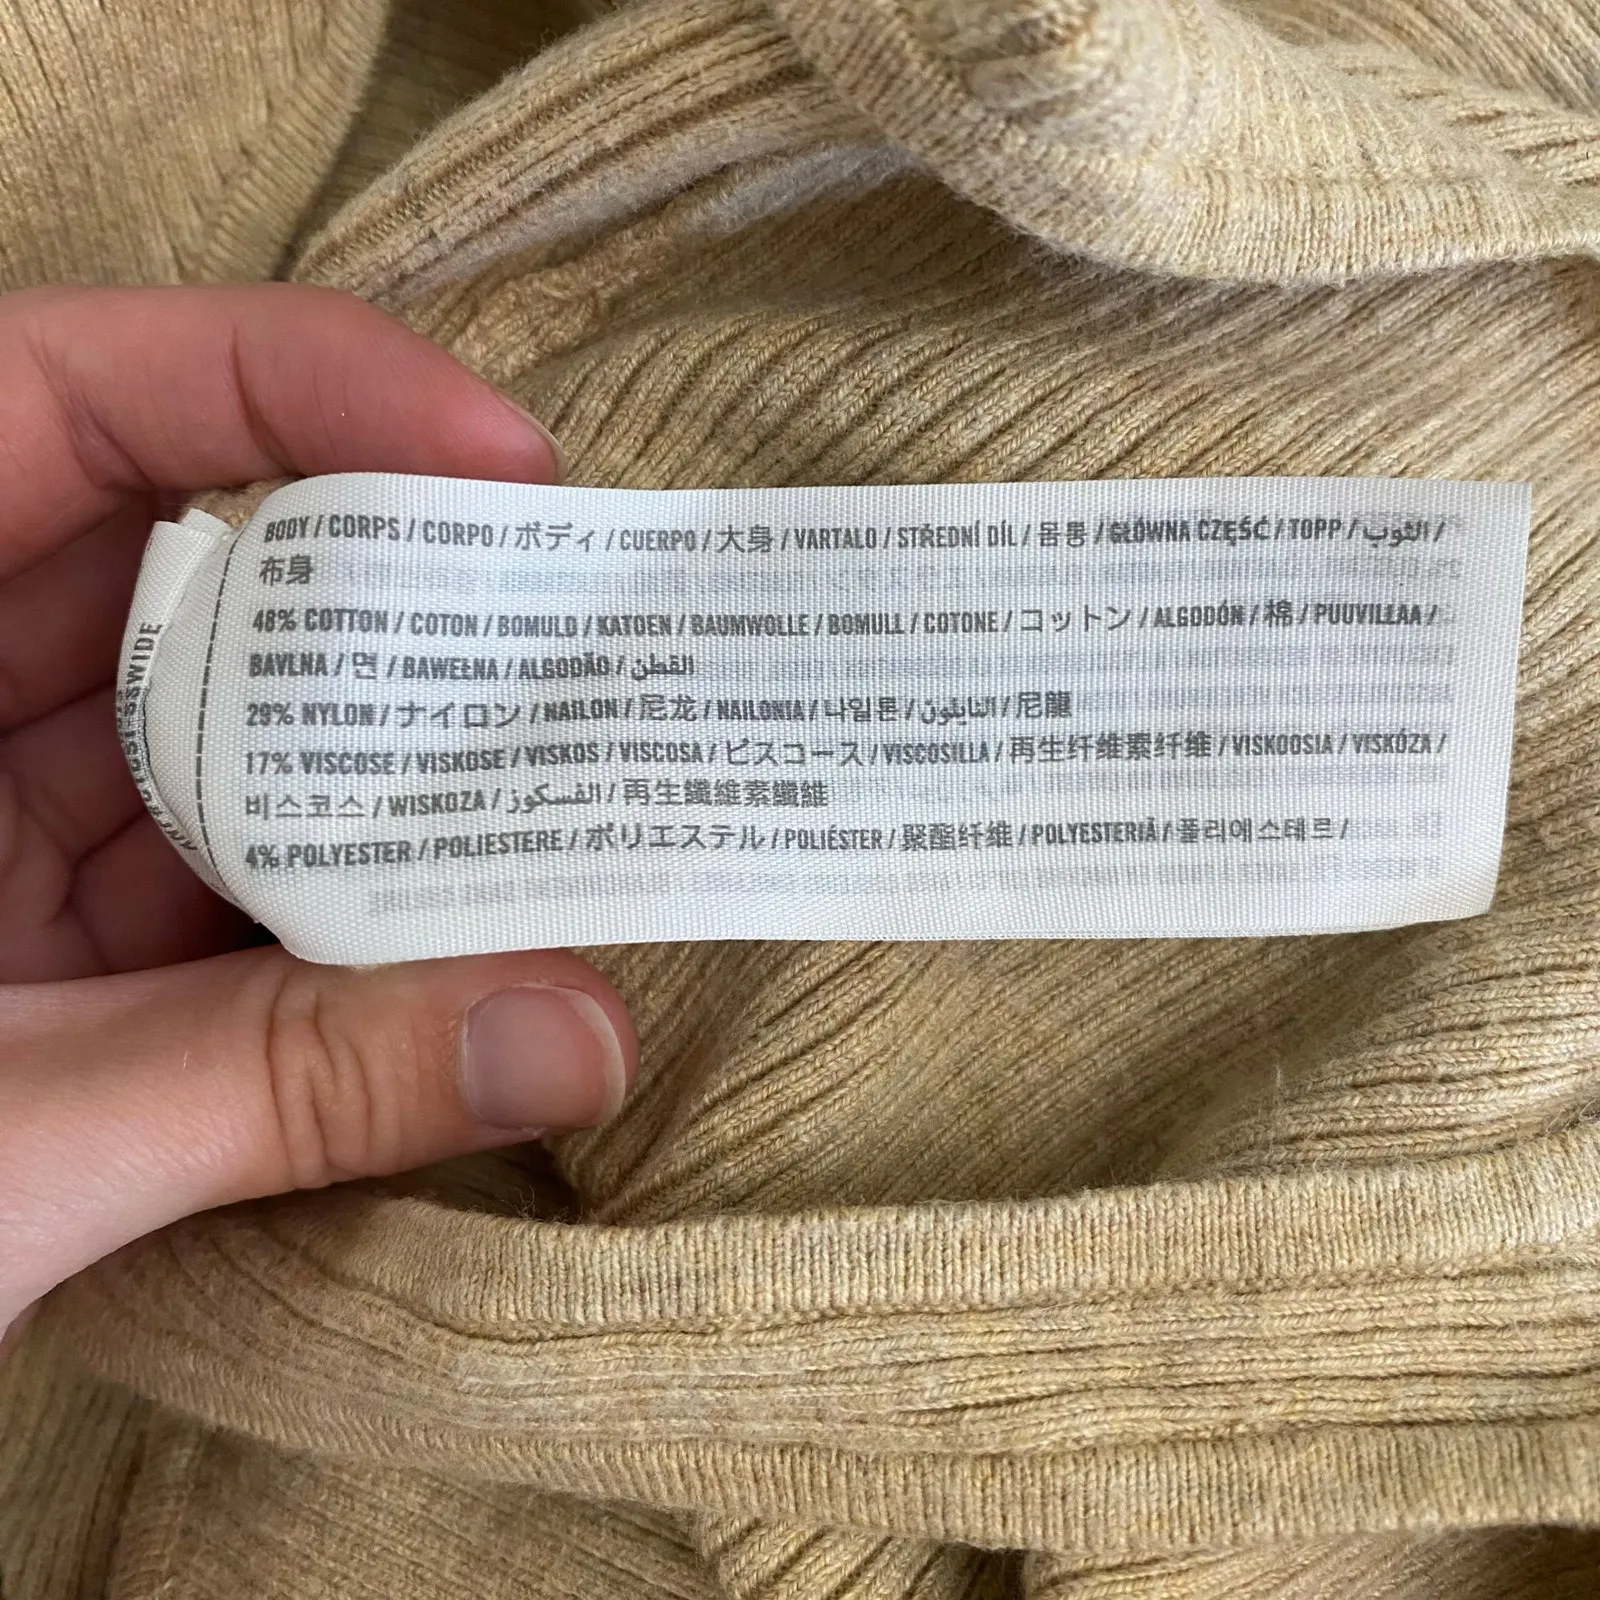 BODY / CORPS / CORPO / ボディ / CUERPO / 大身 / VARTALO / STŘEDNÍ DÍL / 몸통 / GŁÓWNA CZĘŚĆ / TOPP / الثوب /
布身
48% COTTON / COTON / BOMULD / KATOEN / BAUMWOLLE / BOMULL / COTONE / コットン / ALGODÓN / 棉 / PUUVILLAA /
BAVLNA / 면 / BAWEŁNA / ALGODÃO / القطن
29% NYLON / ナイロン / NAILON / 尼龙 / NAILONIA / 나일론 / النايلون / 尼龍
17% VISCOSE / VISKOSE / VISKOS / VISCOSA / ビスコース / VISCOSILLA / 再生纤维素纤维 / VISKOOSIA / VISKÓZA /
비스코스 / WISKOZA / الفسكوز / 再生纖維素纖維
4% POLYESTER / POLIESTERE / ポリエステル / POLIÉSTER / 聚酯纤维 / POLYESTERIÄ / 폴리에스테르 /